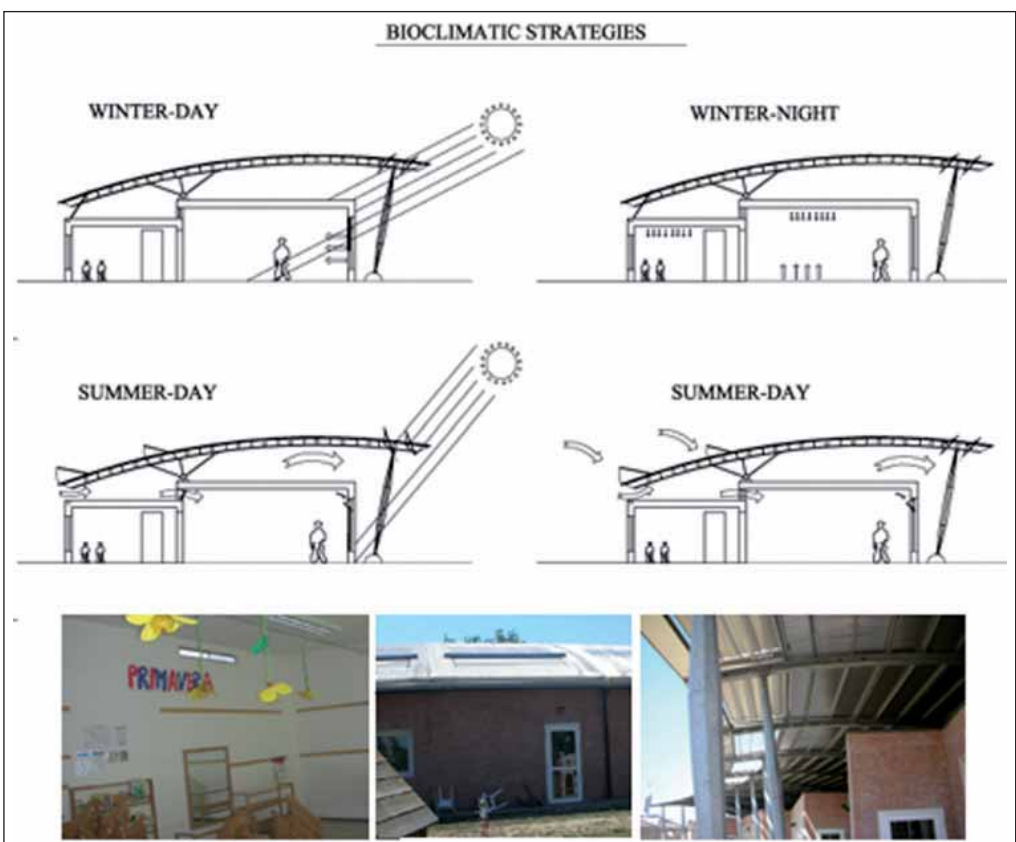 BIOCLIMATIC STRATEGIES
WINTER-DAY
WINTER-NIGHT
SUMMER-DAY
SUMMER-DAY
PRIMAVERA